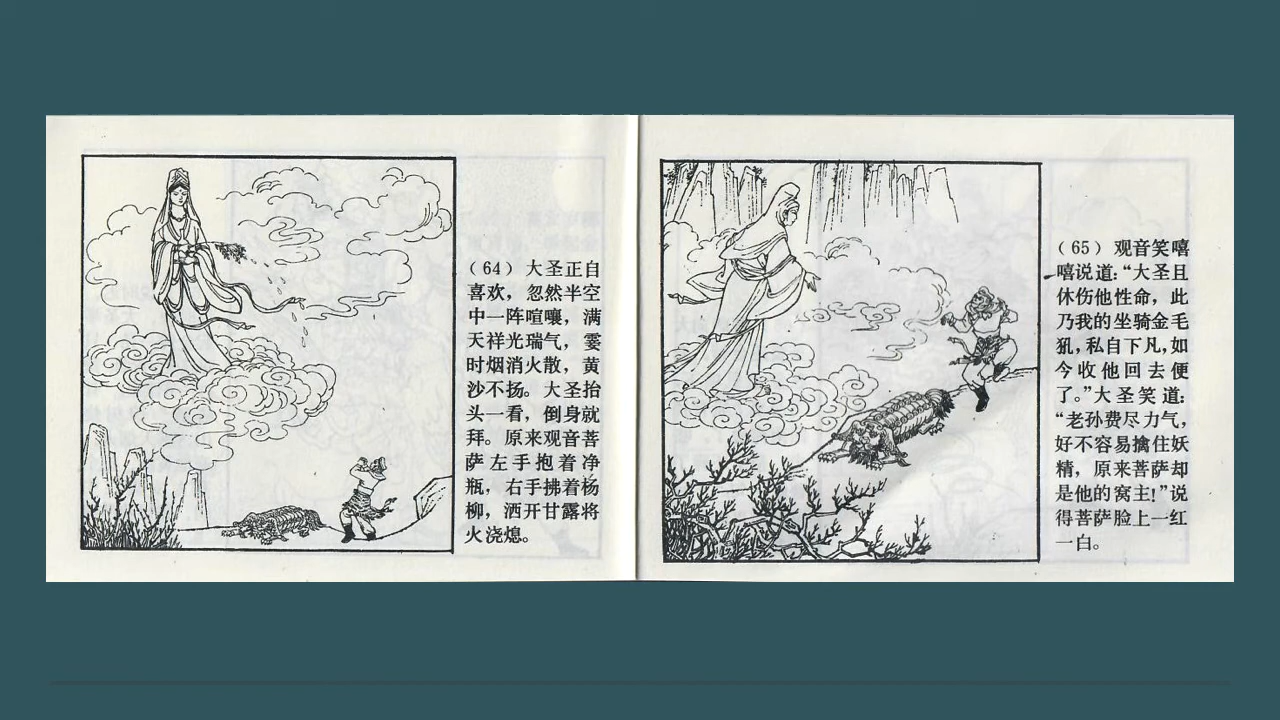 （64）大圣正自
喜欢，忽然半空
中一阵喧嚷，满
天祥光瑞气，霎
时烟消火散，黄
沙不扬。大圣抬
头一看，倒身就
拜。原来观音菩
萨左手抱着净
瓶，右手拂着杨
柳，洒开甘露将
火浇熄。
（65）观音笑嘻
嘻说道：“大圣且
休伤他性命，此
乃我的坐骑金毛
犼，私自下凡，如
今收他回去便
了。”大圣笑道：
“老孙费尽力气，
好不容易擒住妖
精，原来菩萨却
是他的窝主！”说
得菩萨脸上一红
一白。